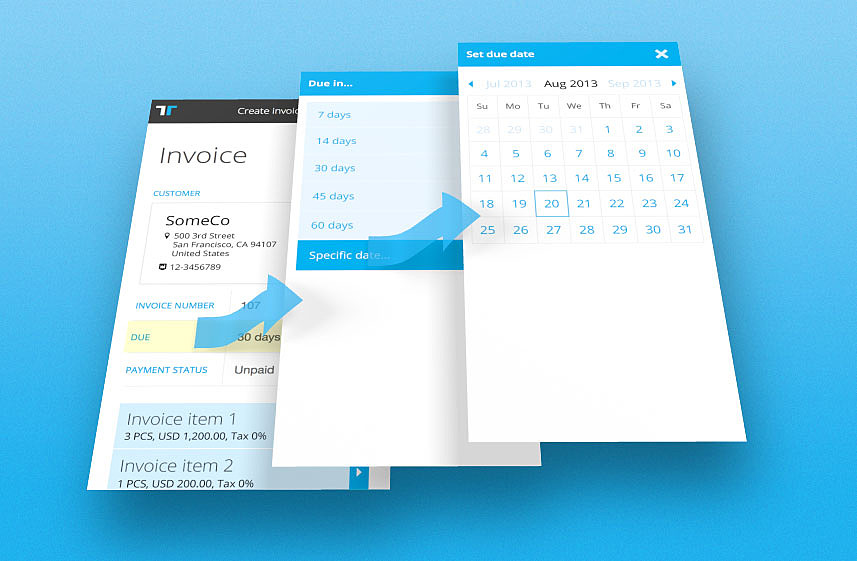 Create Invoi
Invoice
CUSTOMER
SomeCo
500 3rd Street
San Francisco, CA 94107
United States
12-3456789
INVOICE NUMBER 107
DUE 30 days
PAYMENT STATUS Unpaid
Invoice item 1
3 PCS, USD 1,200.00, Tax 0%
Invoice item 2
1 PCS, USD 200.00, Tax 0%
Due in...
7 days
14 days
30 days
45 days
60 days
Specific date...
Set due date
Jul 2013 Aug 2013 Sep 2013
Su Mo Tu We Th Fr Sa
28 29 30 31 1 2 3
4 5 6 7 8 9 10
11 12 13 14 15 16 17
18 19 20 21 22 23 24
25 26 27 28 29 30 31